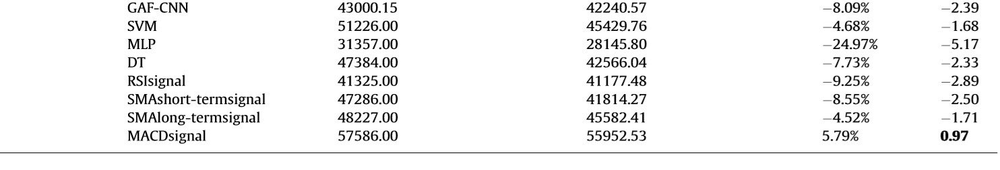 GAF-CNN 43000.15 42240.57 −8.09% −2.39
SVM 51226.00 45429.76 −4.68% −1.68
MLP 31357.00 28145.80 −24.97% −5.17
DT 47384.00 42566.04 −7.73% −2.33
RSIsignal 41325.00 41177.48 −9.25% −2.89
SMAshort-termsignal 47286.00 41814.27 −8.55% −2.50
SMAlong-termsignal 48227.00 45582.41 −4.52% −1.71
MACDsignal 57586.00 55952.53 5.79% 0.97